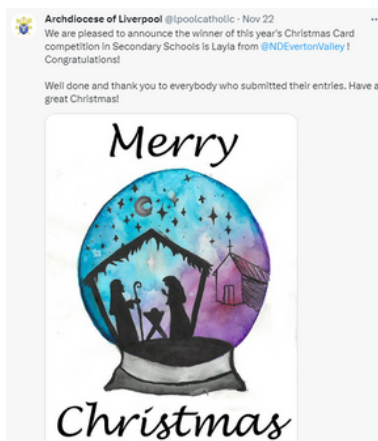 Archdiocese of Liverpool @lpoolcatholic · Nov 22
We are pleased to announce the winner of this year's Christmas Card
competition in Secondary Schools is Layla from @NDEvertonValley !
Congratulations!
Well done and thank you to everybody who submitted their entries. Have a
great Christmas!
Merry
Christmas